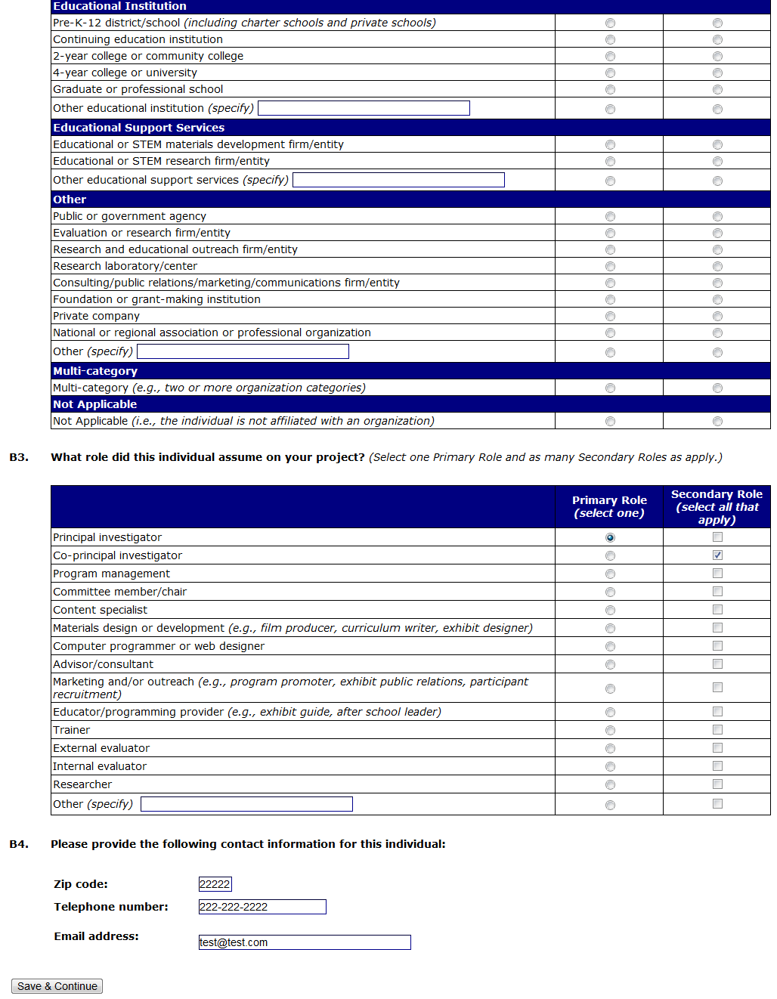 Educational Institution
Pre-K-12 district/school (including charter schools and private schools)
Continuing education institution
2-year college or community college
4-year college or university
Graduate or professional school
Other educational institution (specify)
Educational Support Services
Educational or STEM materials development firm/entity
Educational or STEM research firm/entity
Other educational support services (specify)
Other
Public or government agency
Evaluation or research firm/entity
Research and educational outreach firm/entity
Research laboratory/center
Consulting/public relations/marketing/communications firm/entity
Foundation or grant-making institution
Private company
National or regional association or professional organization
Other (specify)
Multi-category
Multi-category (e.g., two or more organization categories)
Not Applicable
Not Applicable (i.e., the individual is not affiliated with an organization)
B3. What role did this individual assume on your project? (Select one Primary Role and as many Secondary Roles as apply.)
Primary Role
(select one)
Secondary Role
(select all that
apply)
Principal investigator
Co-principal investigator
Program management
Committee member/chair
Content specialist
Materials design or development (e.g., film producer, curriculum writer, exhibit designer)
Computer programmer or web designer
Advisor/consultant
Marketing and/or outreach (e.g., program promoter, exhibit public relations, participant
recruitment)
Educator/programming provider (e.g., exhibit guide, after school leader)
Trainer
External evaluator
Internal evaluator
Researcher
Other (specify)
B4. Please provide the following contact information for this individual:
Zip code: 22222
Telephone number: 222-222-2222
Email address: test@test.com
Save & Continue